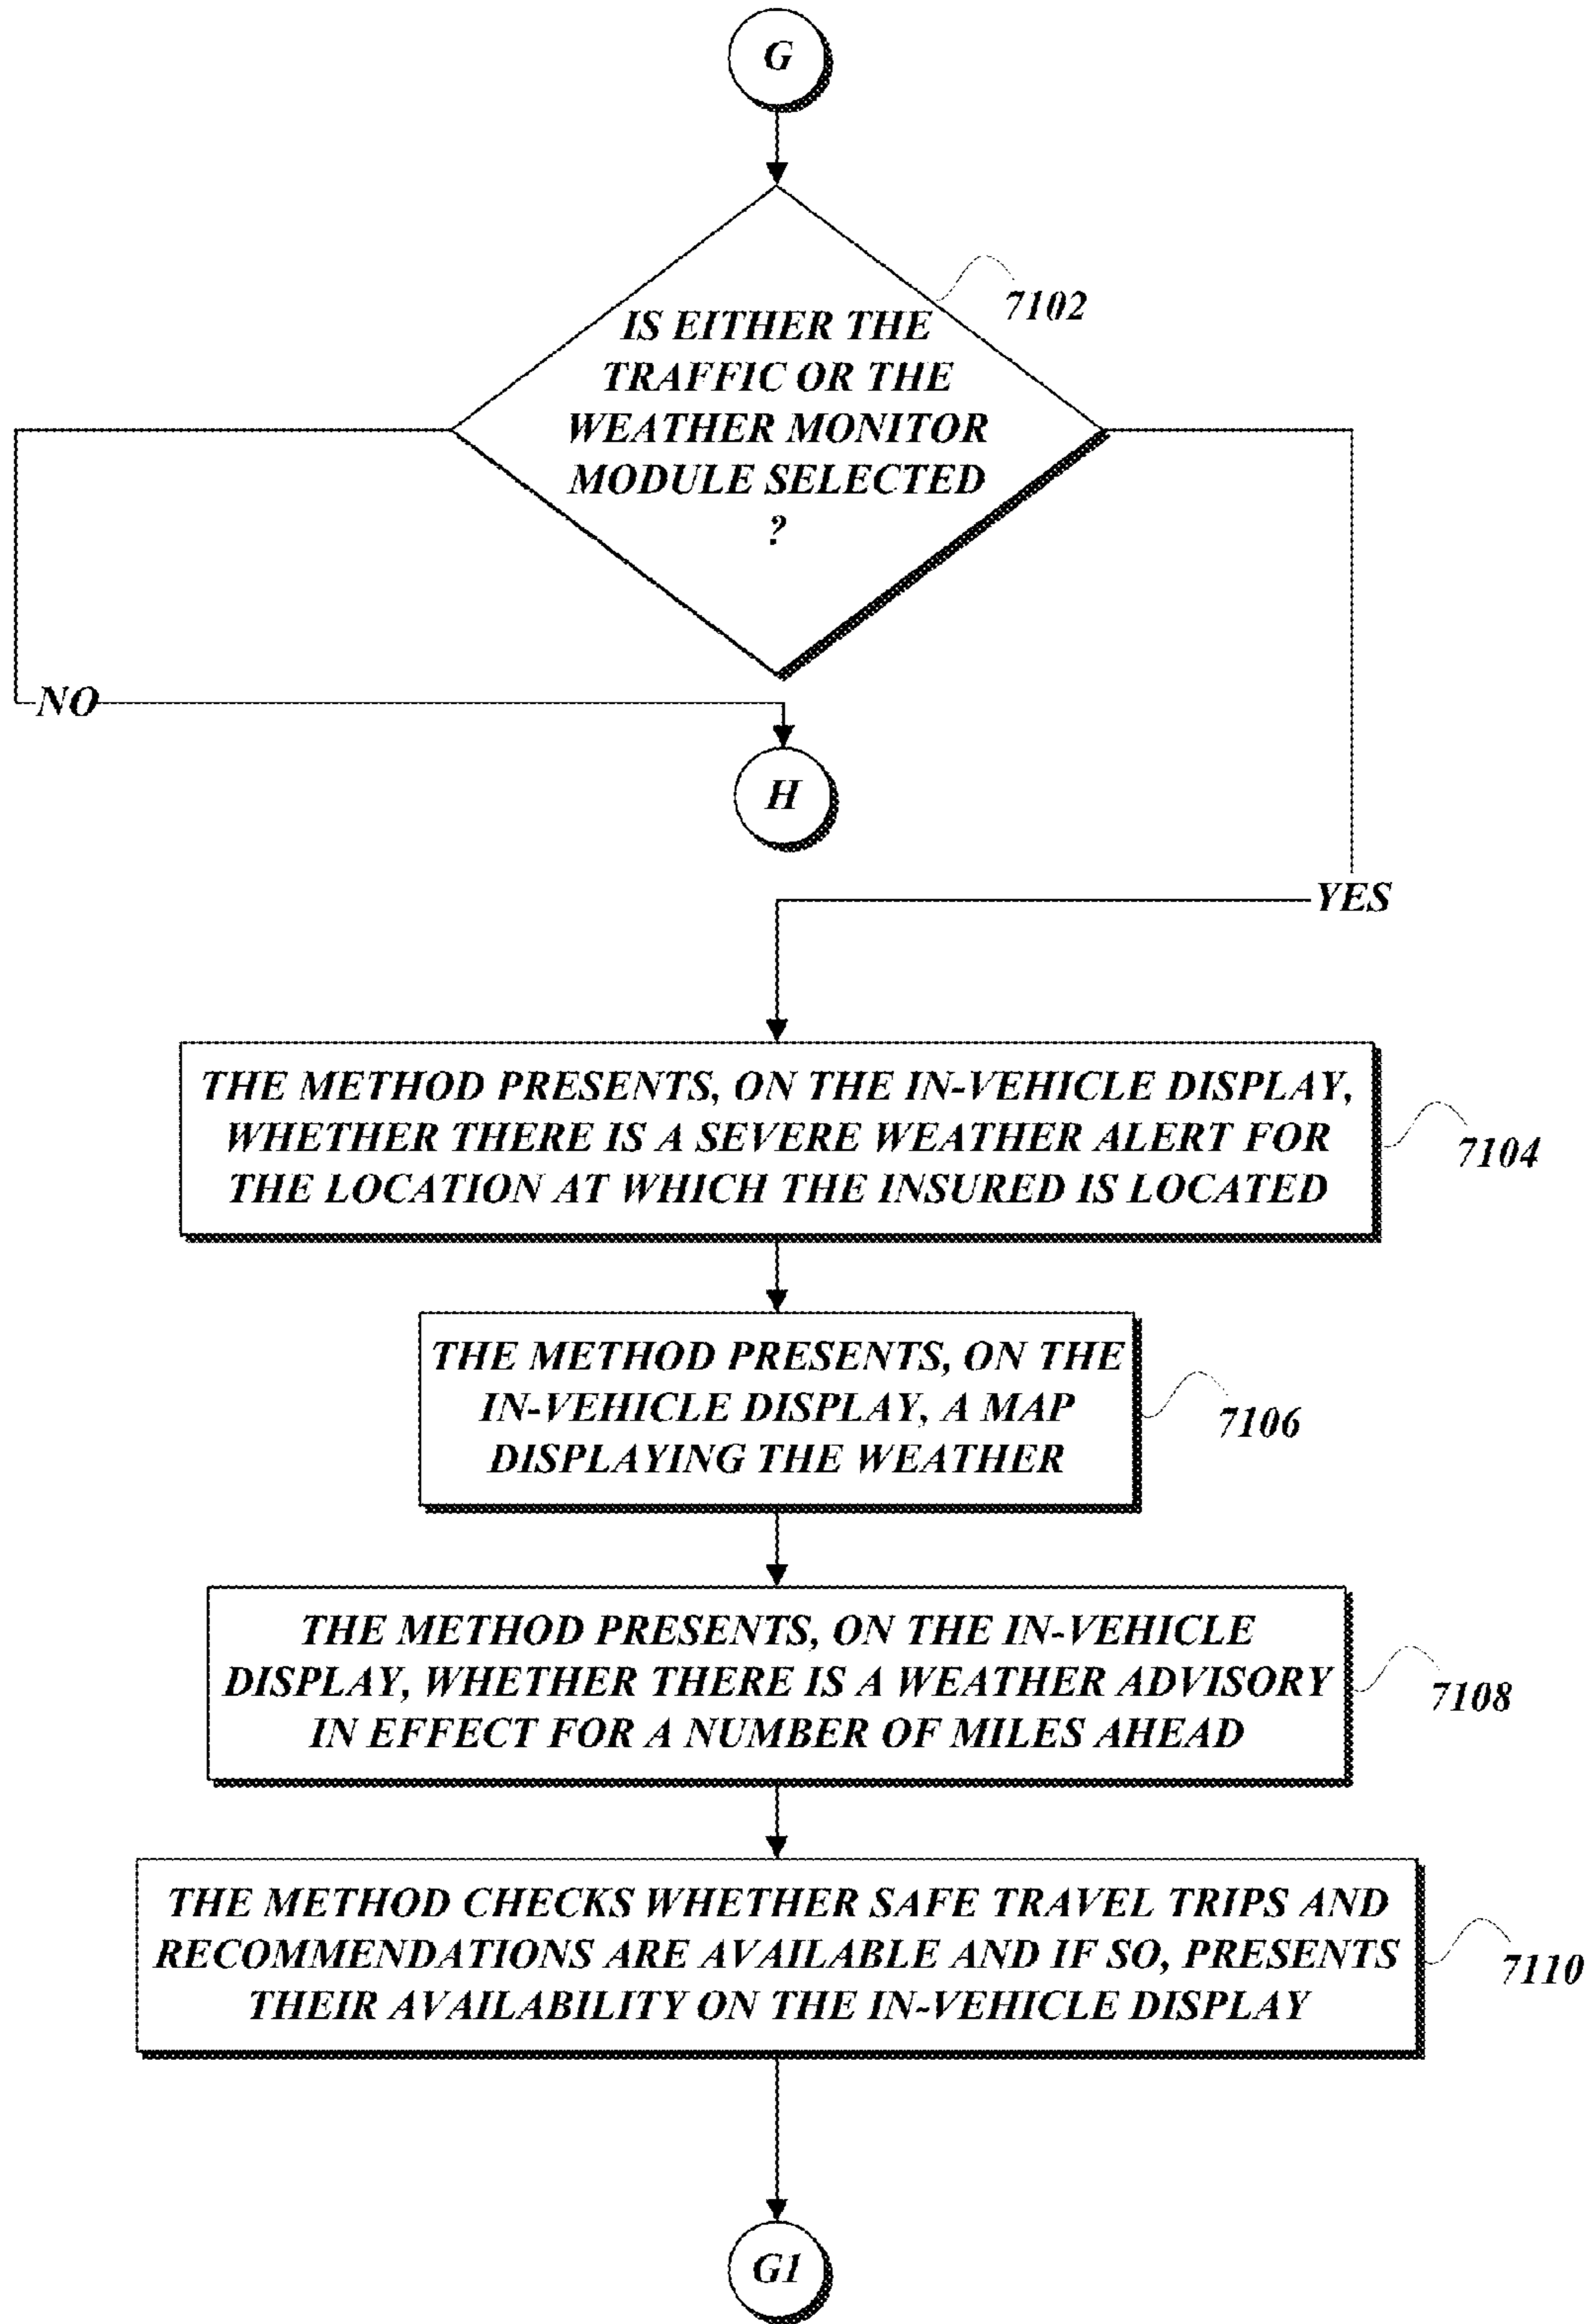 G
IS EITHER THE
TRAFFIC OR THE
WEATHER MONITOR
MODULE SELECTED
?
7102
NO
H
YES
THE METHOD PRESENTS, ON THE IN-VEHICLE DISPLAY,
WHETHER THERE IS A SEVERE WEATHER ALERT FOR
THE LOCATION AT WHICH THE INSURED IS LOCATED
7104
THE METHOD PRESENTS, ON THE
IN-VEHICLE DISPLAY, A MAP
DISPLAYING THE WEATHER
7106
THE METHOD PRESENTS, ON THE IN-VEHICLE
DISPLAY, WHETHER THERE IS A WEATHER ADVISORY
IN EFFECT FOR A NUMBER OF MILES AHEAD
7108
THE METHOD CHECKS WHETHER SAFE TRAVEL TRIPS AND
RECOMMENDATIONS ARE AVAILABLE AND IF SO, PRESENTS
THEIR AVAILABILITY ON THE IN-VEHICLE DISPLAY
7110
G1